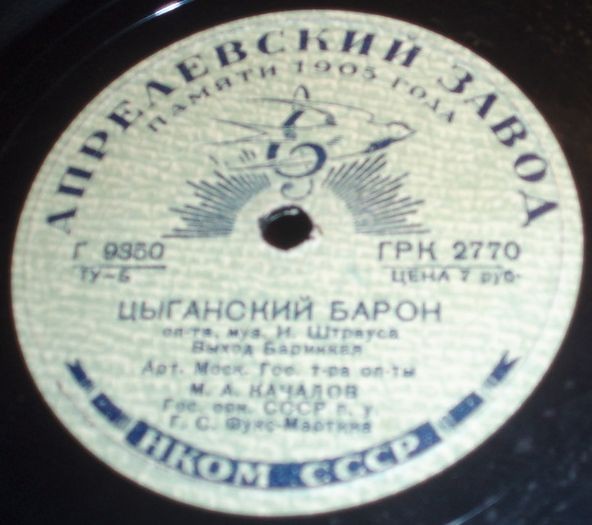 АПРЕЛЕВСКИЙ ЗАВОД
ПАМЯТИ 1905 ГОДА
Г 9350
ГРК 2770
ТУ-Б
ЦЕНА 7 руб.
ЦЫГАНСКИЙ БАРОН
оп-та, муз. И. Штрауса
Выход Баринкая
Арт. Моск. Гос. т-ра оп-ты
М. А. КАЧАЛОВ
Гос. орк. СССР п. у.
Г. С. Фукс-Мартина
НКОМ СССР